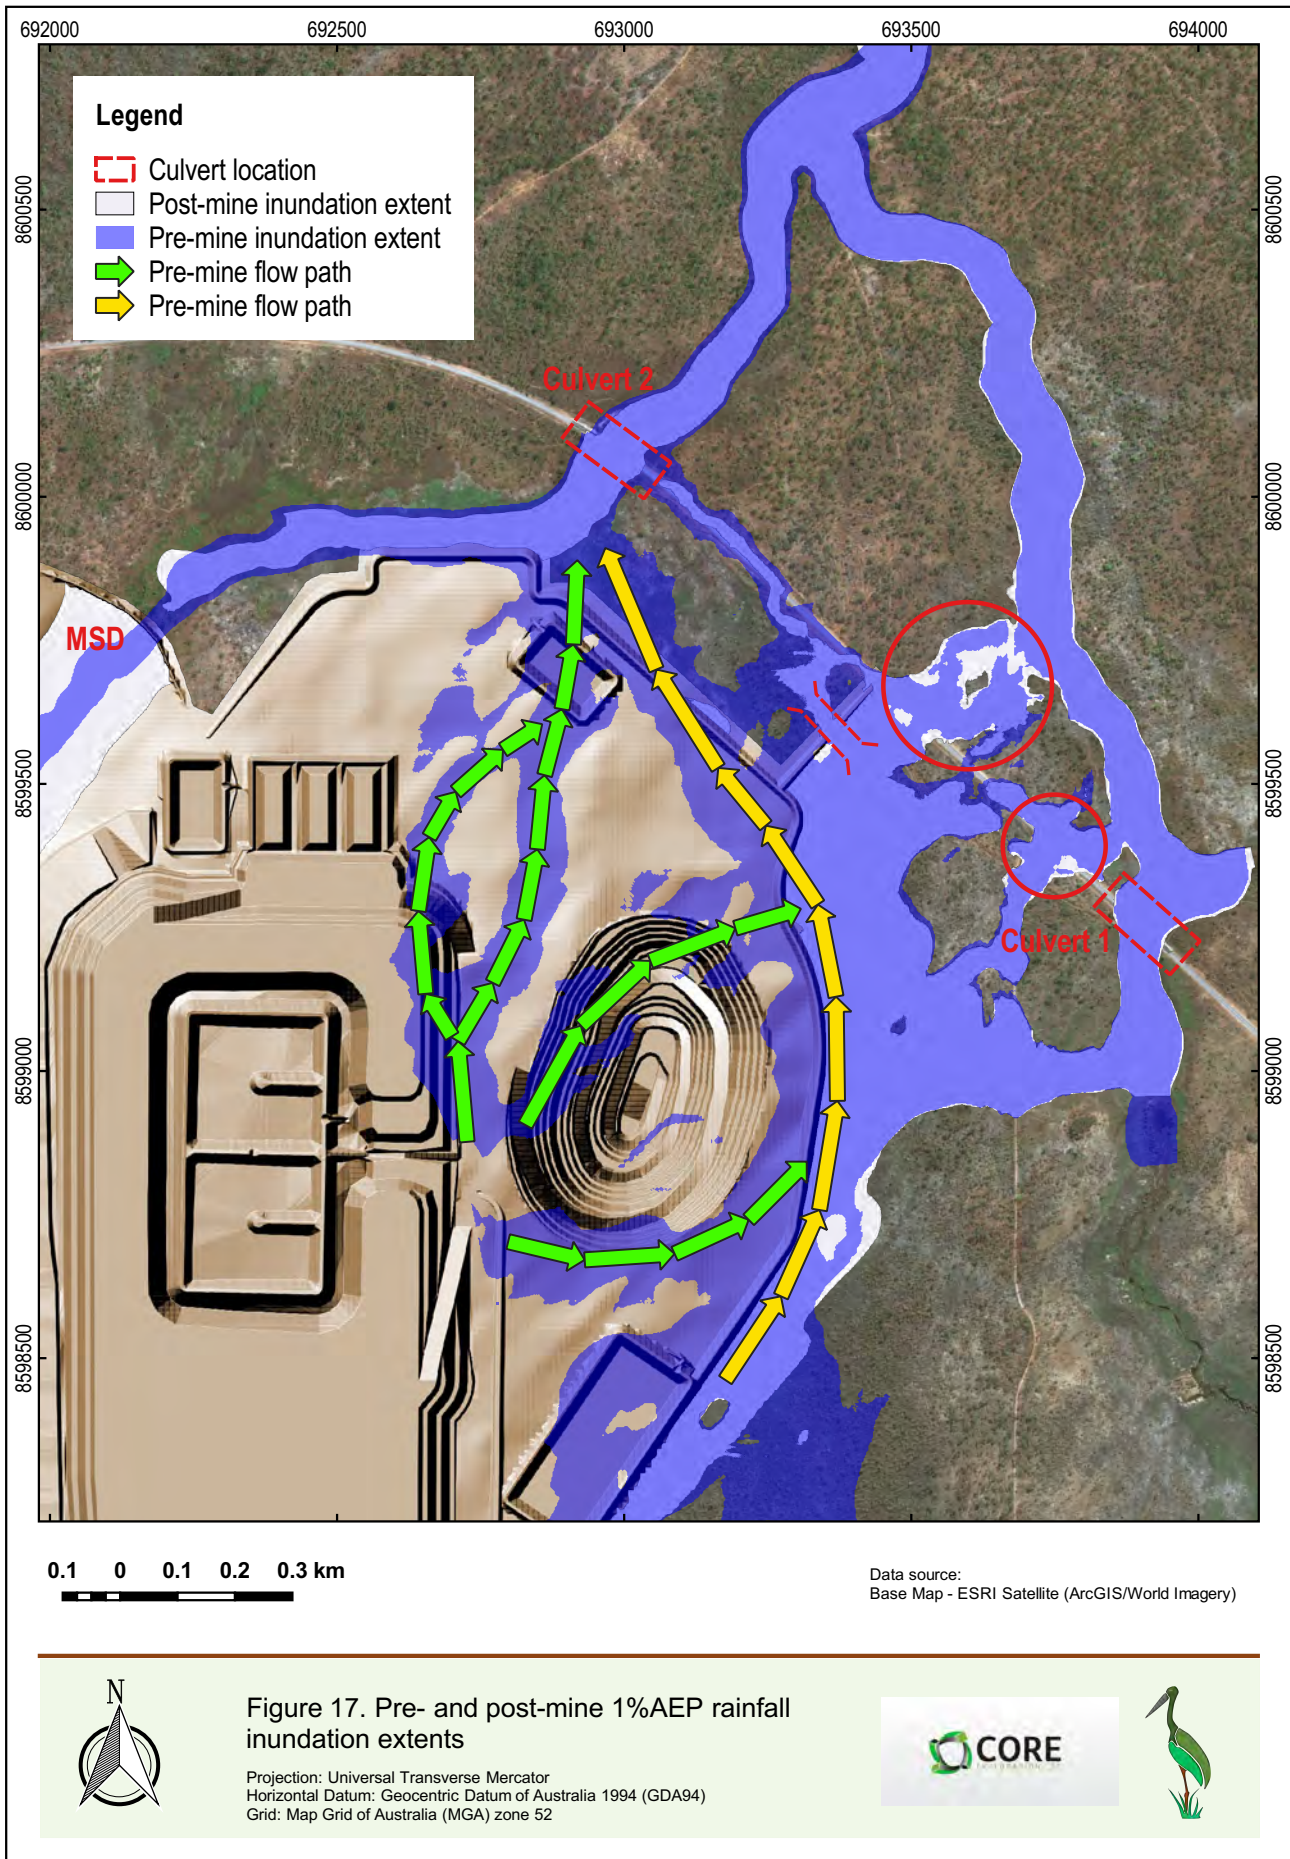 692000 692500 693000 693500 694000
Legend
Culvert location
Post-mine inundation extent
Pre-mine inundation extent
Pre-mine flow path
Pre-mine flow path
8600500
8600500
Culvert 2
8600000
8600000
MSD
8599500
8599500
Culvert 1
8599000
8599000
8598500
8598500
0.1 0 0.1 0.2 0.3 km
Data source:
Base Map - ESRI Satellite (ArcGIS/World Imagery)
N
Figure 17. Pre- and post-mine 1%AEP rainfall
inundation extents
Projection: Universal Transverse Mercator
Horizontal Datum: Geocentric Datum of Australia 1994 (GDA94)
Grid: Map Grid of Australia (MGA) zone 52
CORE